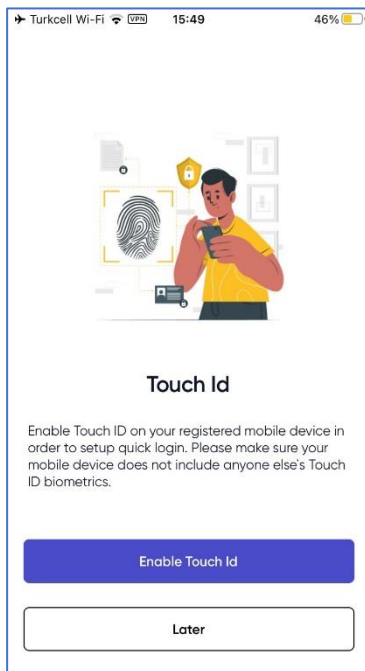 Turkcell Wi-Fi VPN 15:49 46%
Touch Id
Enable Touch ID on your registered mobile device in
order to setup quick login. Please make sure your
mobile device does not include anyone else's Touch
ID biometrics.
Enable Touch Id
Later